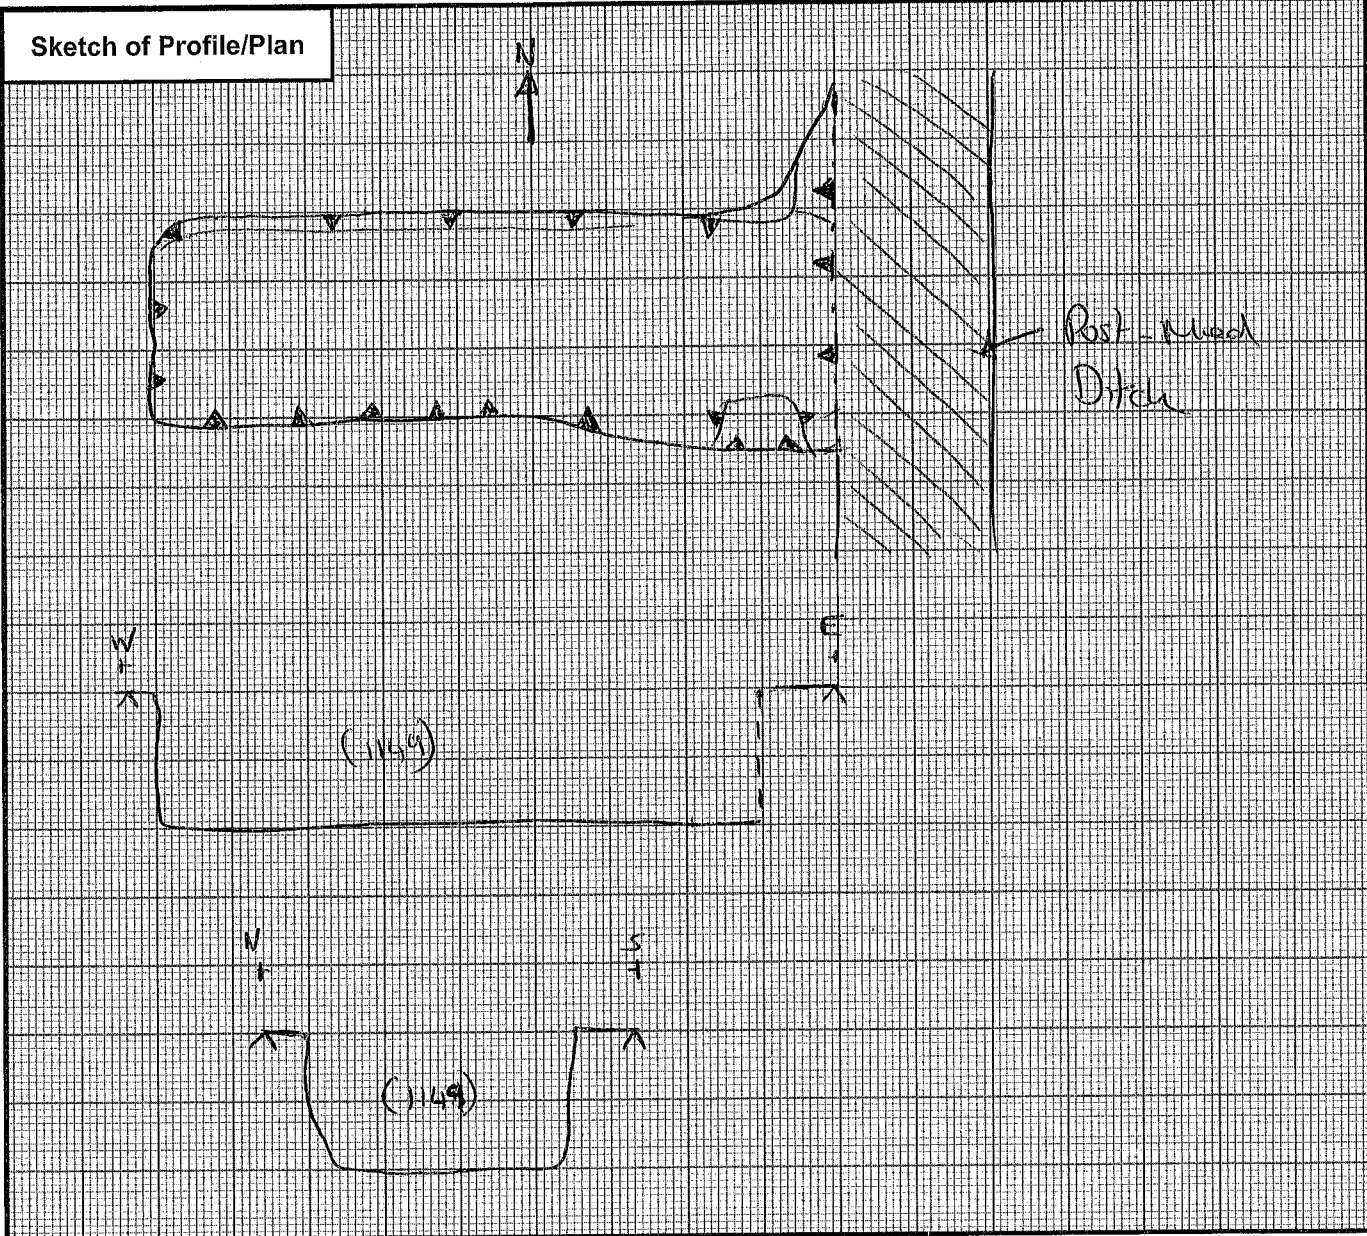 Sketch of Profile/Plan
N
Post-Med
Ditch
W
E
(1149)
N
S
(1149)